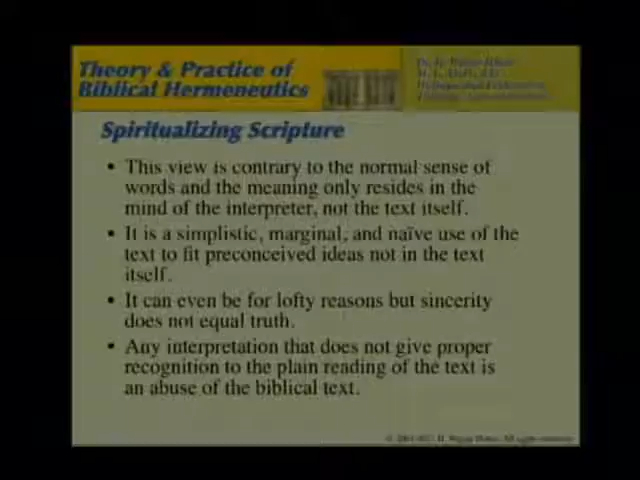 Theory & Practice of
Biblical Hermeneutics
Spiritualizing Scripture
• This view is contrary to the normal sense of
words and the meaning only resides in the
mind of the interpreter, not the text itself.
• It is a simplistic, marginal, and naïve use of the
text to fit preconceived ideas not in the text
itself.
• It can even be for lofty reasons but sincerity
does not equal truth.
• Any interpretation that does not give proper
recognition to the plain reading of the text is
an abuse of the biblical text.